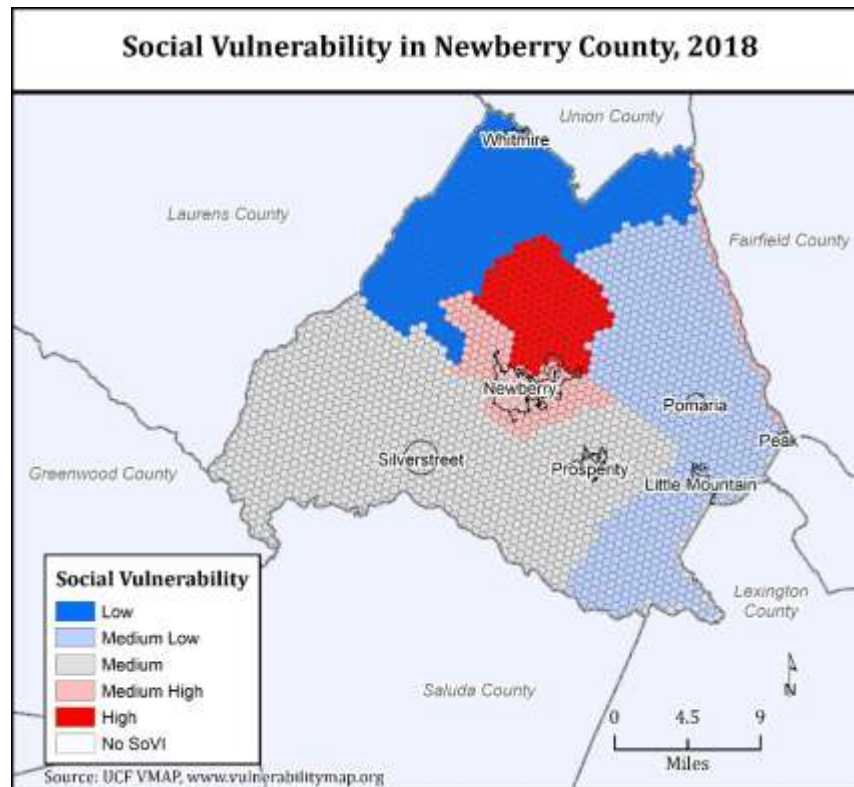 Social Vulnerability in Newberry County, 2018
Union County
Whitmire
Laurens County
Fairfield County
Newberry
Pomaria
Peak
Silverstreet
Prosperity
Little Mountain
Greenwood County
Social Vulnerability
Low
Medium Low
Medium
Medium High
High
No SoVI
Lexington
County
Saluda County
N
0 4.5 9
Miles
Source: UCF VMAP, www.vulnerabilitymap.org